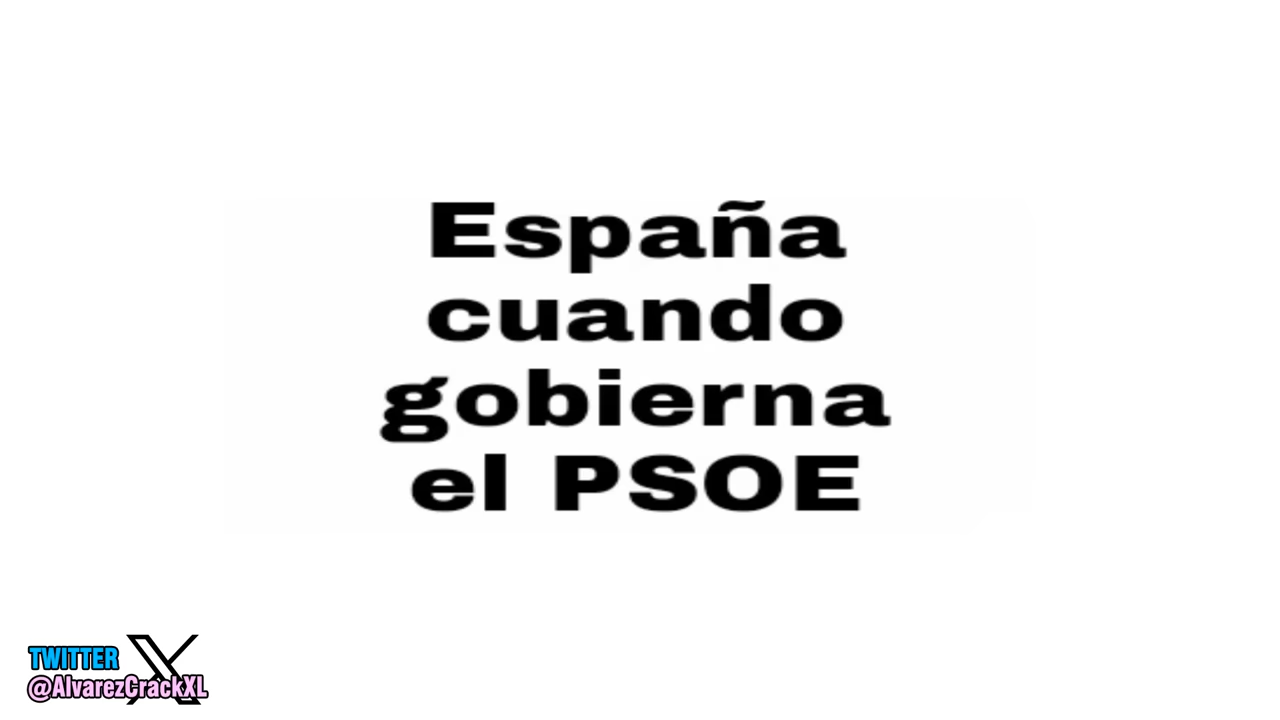 España
cuando
gobierna
el PSOE
TWITTER X
@AlvarezCrackXL